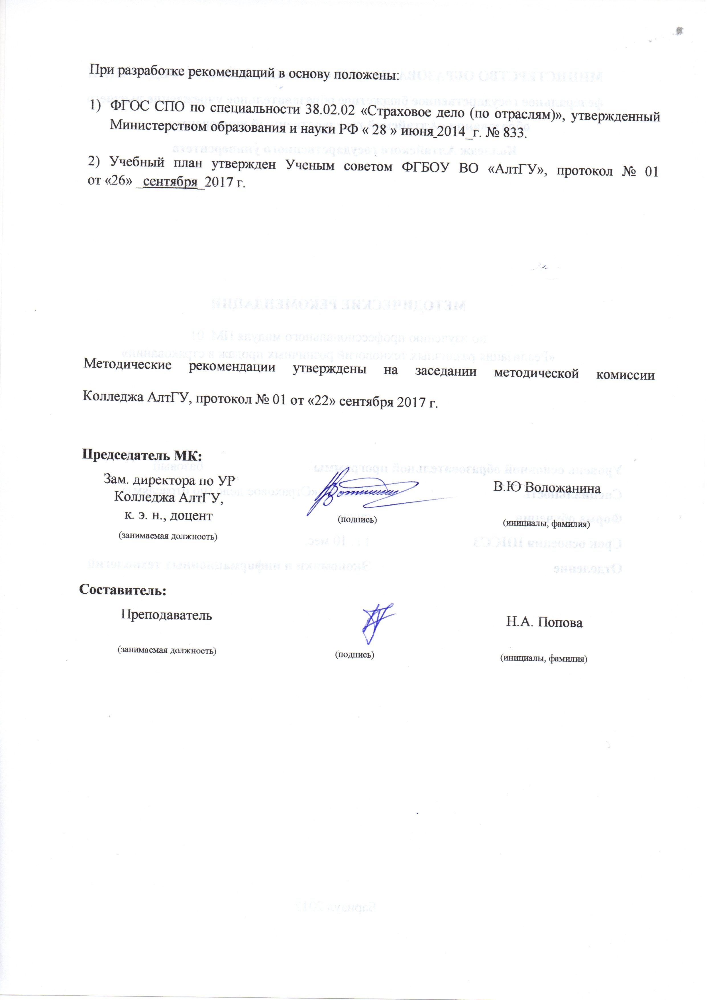 При разработке рекомендаций в основу положены:
1) ФГОС СПО по специальности 38.02.02 «Страховое дело (по отраслям)», утвержденный
Министерством образования и науки РФ « 28 » июня_2014_г. № 833.
2) Учебный план утвержден Ученым советом ФГБОУ ВО «АлтГУ», протокол № 01
от «26» _сентября_2017 г.
Методические рекомендации утверждены на заседании методической комиссии
Колледжа АлтГУ, протокол № 01 от «22» сентября 2017 г.
Председатель МК:
Зам. директора по УР
Колледжа АлтГУ,
к. э. н., доцент
(занимаемая должность)
(подпись)
В.Ю Воложанина
(инициалы, фамилия)
Составитель:
Преподаватель
(занимаемая должность)
(подпись)
Н.А. Попова
(инициалы, фамилия)